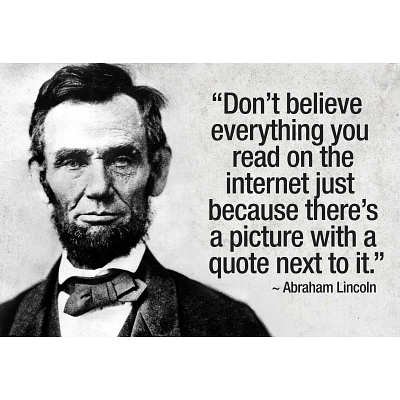 “Don’t believe
everything you
read on the
internet just
because there’s
a picture with a
quote next to it.”
~ Abraham Lincoln